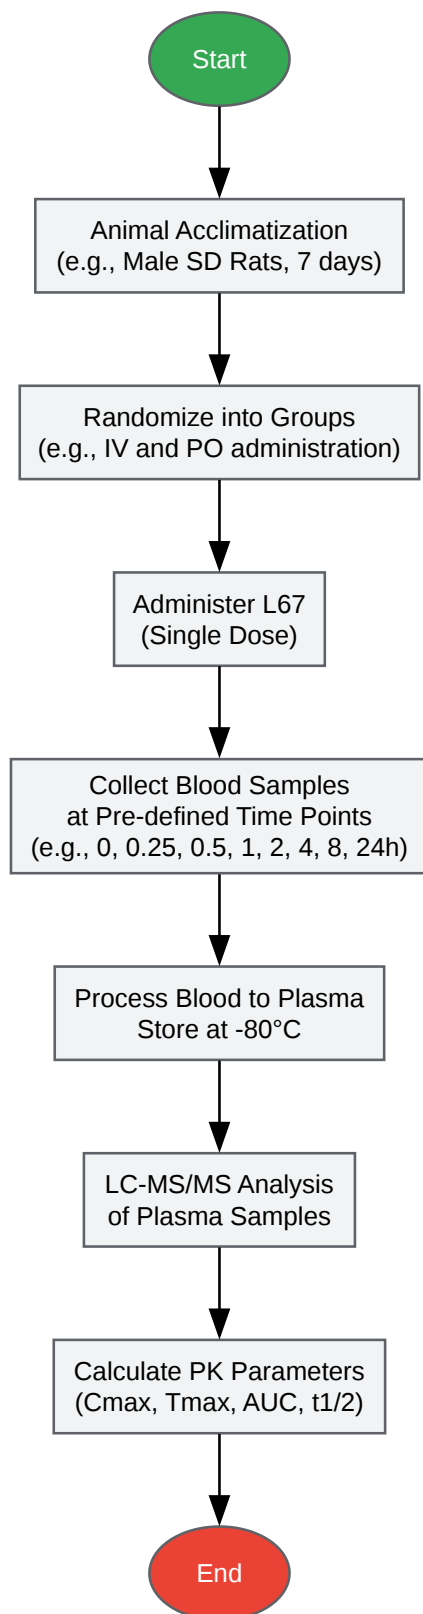 Start
Animal Acclimatization
(e.g., Male SD Rats, 7 days)
Randomize into Groups
(e.g., IV and PO administration)
Administer L67
(Single Dose)
Collect Blood Samples
at Pre-defined Time Points
(e.g., 0, 0.25, 0.5, 1, 2, 4, 8, 24h)
Process Blood to Plasma
Store at -80°C
LC-MS/MS Analysis
of Plasma Samples
Calculate PK Parameters
(Cmax, Tmax, AUC, t1/2)
End